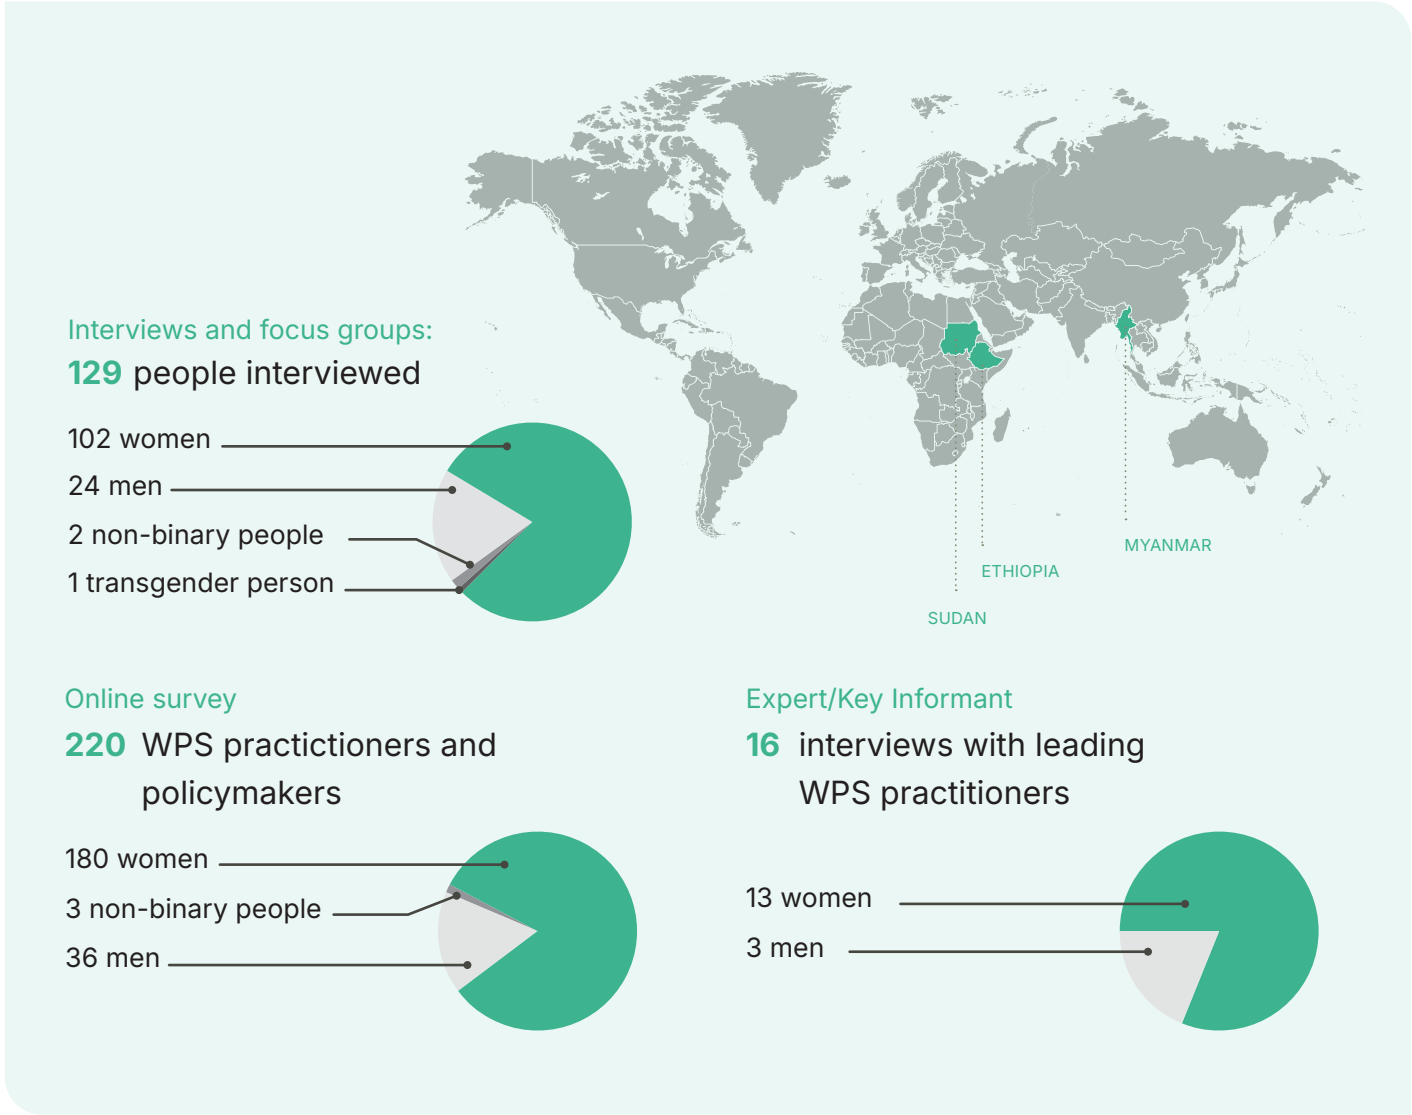 Interviews and focus groups:
129 people interviewed
102 women
24 men
2 non-binary people
1 transgender person
MYANMAR
ETHIOPIA
SUDAN
Online survey
220 WPS practictioners and
policymakers
180 women
3 non-binary people
36 men
Expert/Key Informant
16 interviews with leading
WPS practitioners
13 women
3 men